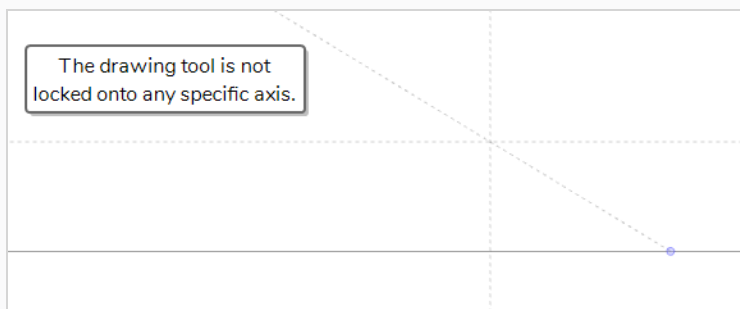 The drawing tool is not
locked onto any specific axis.